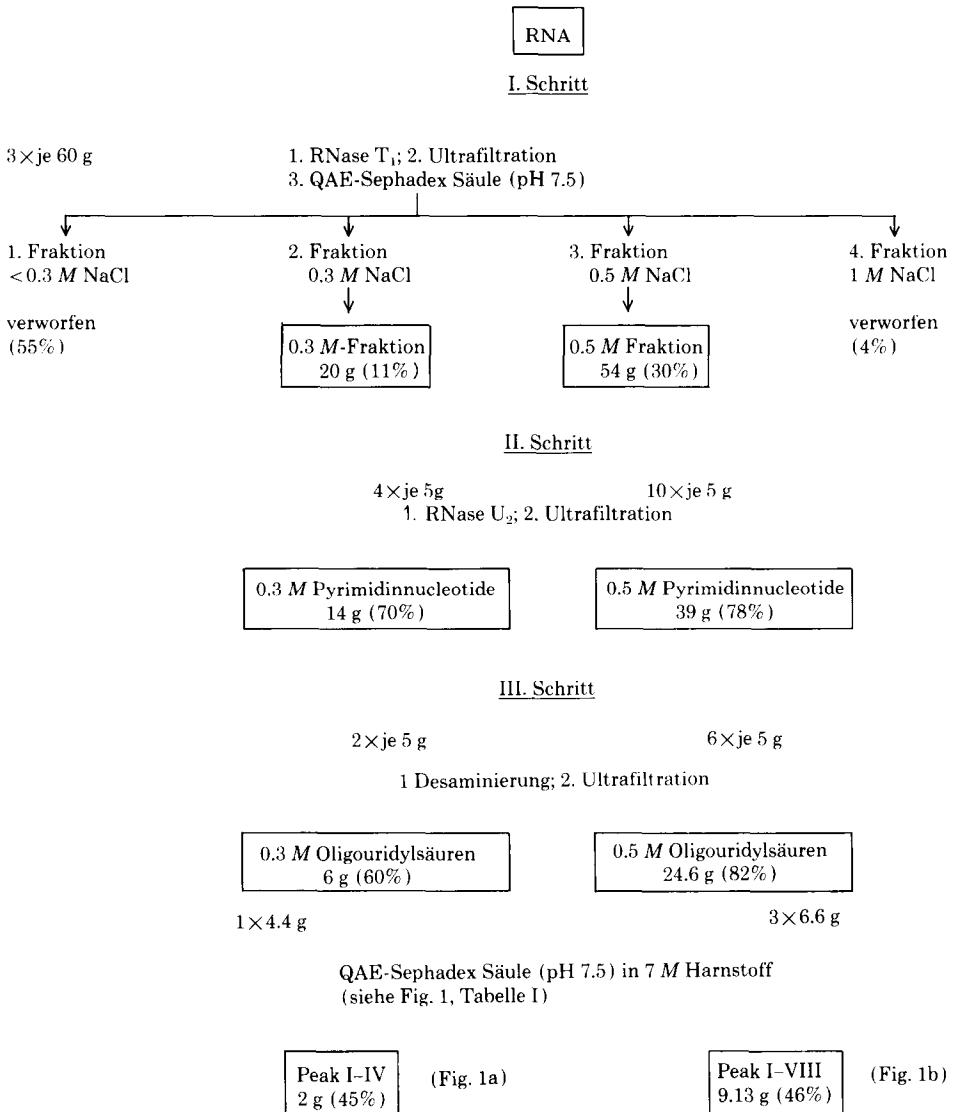 RNA
I. Schritt
3×je 60 g
1. RNase T₁; 2. Ultrafiltration
3. QAE-Sephadex Säule (pH 7.5)
1. Fraktion
<0.3 M NaCl
verworfen
(55%)
2. Fraktion
0.3 M NaCl
0.3 M-Fraktion
20 g (11%)
3. Fraktion
0.5 M NaCl
0.5 M Fraktion
54 g (30%)
4. Fraktion
1 M NaCl
verworfen
(4%)
II. Schritt
4×je 5g 10×je 5 g
1. RNase U₂; 2. Ultrafiltration
0.3 M Pyrimidinnucleotide
14 g (70%)
0.5 M Pyrimidinnucleotide
39 g (78%)
III. Schritt
2×je 5 g 6×je 5 g
1 Desaminierung; 2. Ultrafiltration
0.3 M Oligouridylsäuren
6 g (60%)
0.5 M Oligouridylsäuren
24.6 g (82%)
1×4.4 g 3×6.6 g
QAE-Sephadex Säule (pH 7.5) in 7 M Harnstoff
(siehe Fig. 1, Tabelle I)
Peak I–IV
2 g (45%)
(Fig. 1a)
Peak I–VIII
9.13 g (46%)
(Fig. 1b)